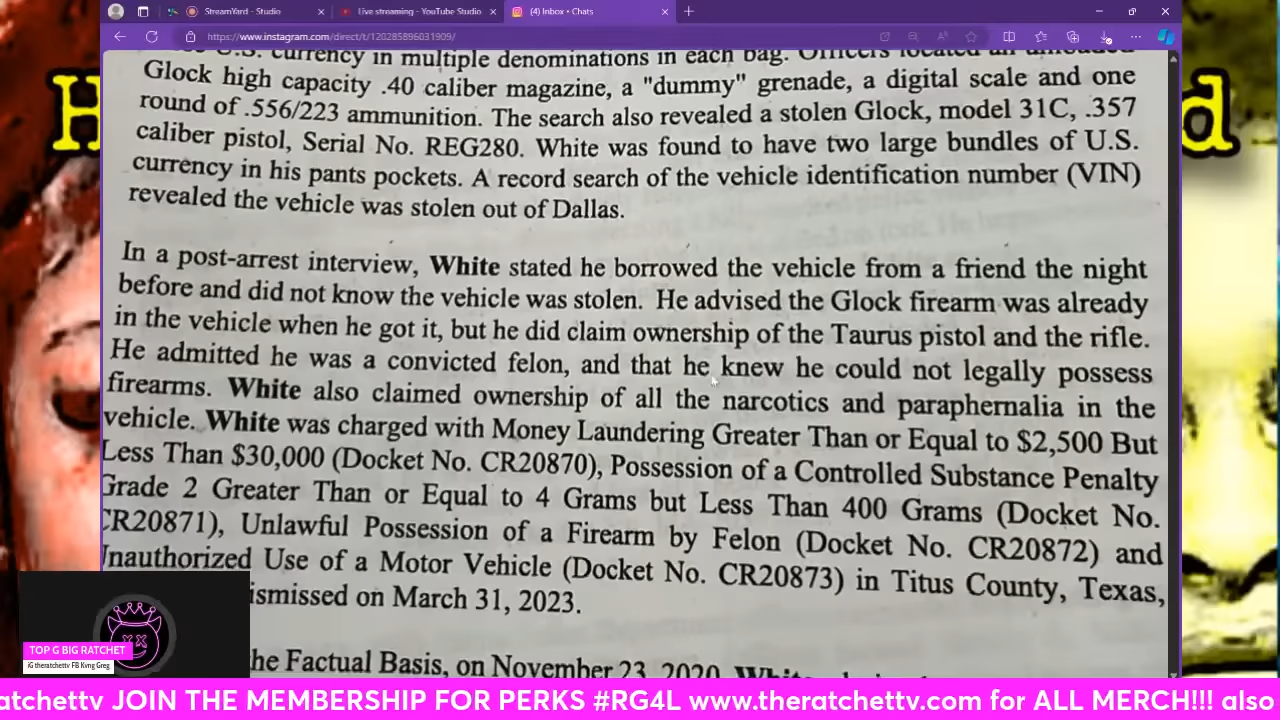 StreamYard - Studio
Live streaming - YouTube Studio
(4) Inbox • Chats
https://www.instagram.com/direct/t/120285896031909/
H
d
U.S. currency in multiple denominations in each bag. Officers located an
Glock high capacity .40 caliber magazine, a "dummy" grenade, a digital scale and one
round of .556/223 ammunition. The search also revealed a stolen Glock, model 31C, .357
caliber pistol, Serial No. REG280. White was found to have two large bundles of U.S.
currency in his pants pockets. A record search of the vehicle identification number (VIN)
revealed the vehicle was stolen out of Dallas.
In a post-arrest interview, White stated he borrowed the vehicle from a friend the night
before and did not know the vehicle was stolen. He advised the Glock firearm was already
in the vehicle when he got it, but he did claim ownership of the Taurus pistol and the rifle.
He admitted he was a convicted felon, and that he knew he could not legally possess
firearms. White also claimed ownership of all the narcotics and paraphernalia in the
vehicle. White was charged with Money Laundering Greater Than or Equal to $2,500 But
Less Than $30,000 (Docket No. CR20870), Possession of a Controlled Substance Penalty
Grade 2 Greater Than or Equal to 4 Grams but Less Than 400 Grams (Docket No.
CR20871), Unlawful Possession of a Firearm by Felon (Docket No. CR20872) and
Unauthorized Use of a Motor Vehicle (Docket No. CR20873) in Titus County, Texas,
ismissed on March 31, 2023.
he Factual Basis, on November 23, 2020, White
TOP G BIG RATCHET
iG theratchettv FB Kvng Greg
atchettv JOIN THE MEMBERSHIP FOR PERKS #RG4L www.theratchettv.com for ALL MERCH!!! also